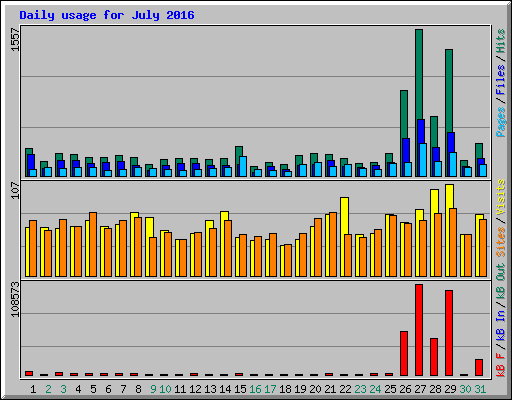 Daily usage for July 2016
1557
Pages / Files / Hits
107
Sites / Visits
108573
kB F / kB In / kB Out
1 2 3 4 5 6 7 8 9 10 11 12 13 14 15 16 17 18 19 20 21 22 23 24 25 26 27 28 29 30 31